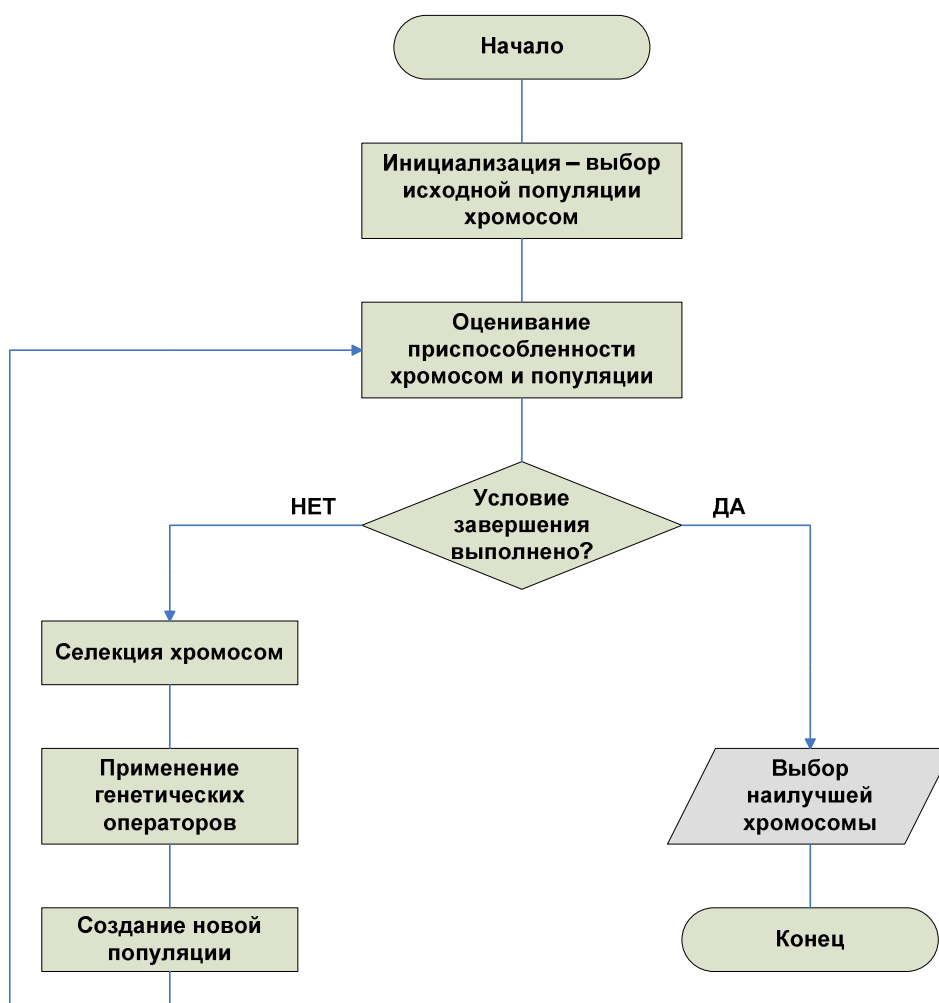 Начало
Инициализация – выбор
исходной популяции
хромосом
Оценивание
приспособленности
хромосом и популяции
Условие
завершения
выполнено?
НЕТ
ДА
Селекция хромосом
Применение
генетических
операторов
Создание новой
популяции
Выбор
наилучшей
хромосомы
Конец